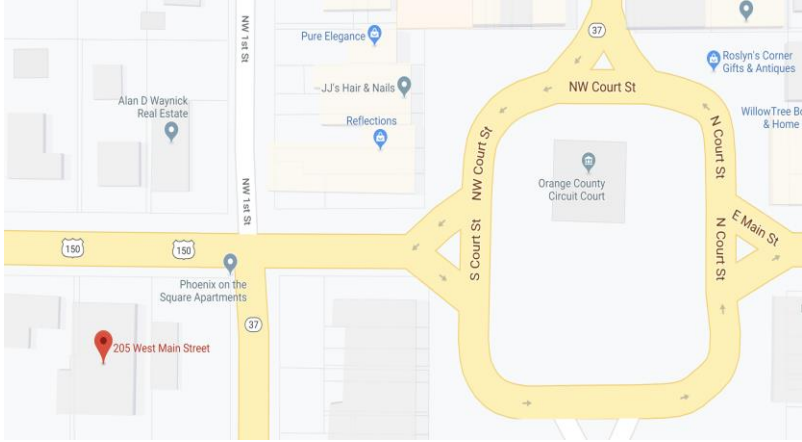 NW 1st St
Pure Elegance
37
Roslyn's Corner
Gifts & Antiques
JJ's Hair & Nails
NW Court St
Alan D Waynick
Real Estate
Reflections
WillowTree Bo
& Home
NW Court St
N Court St
Orange County
Circuit Court
NW 1st St
E Main St
150
150
S Court St
N Court St
Phoenix on the
Square Apartments
37
205 West Main Street